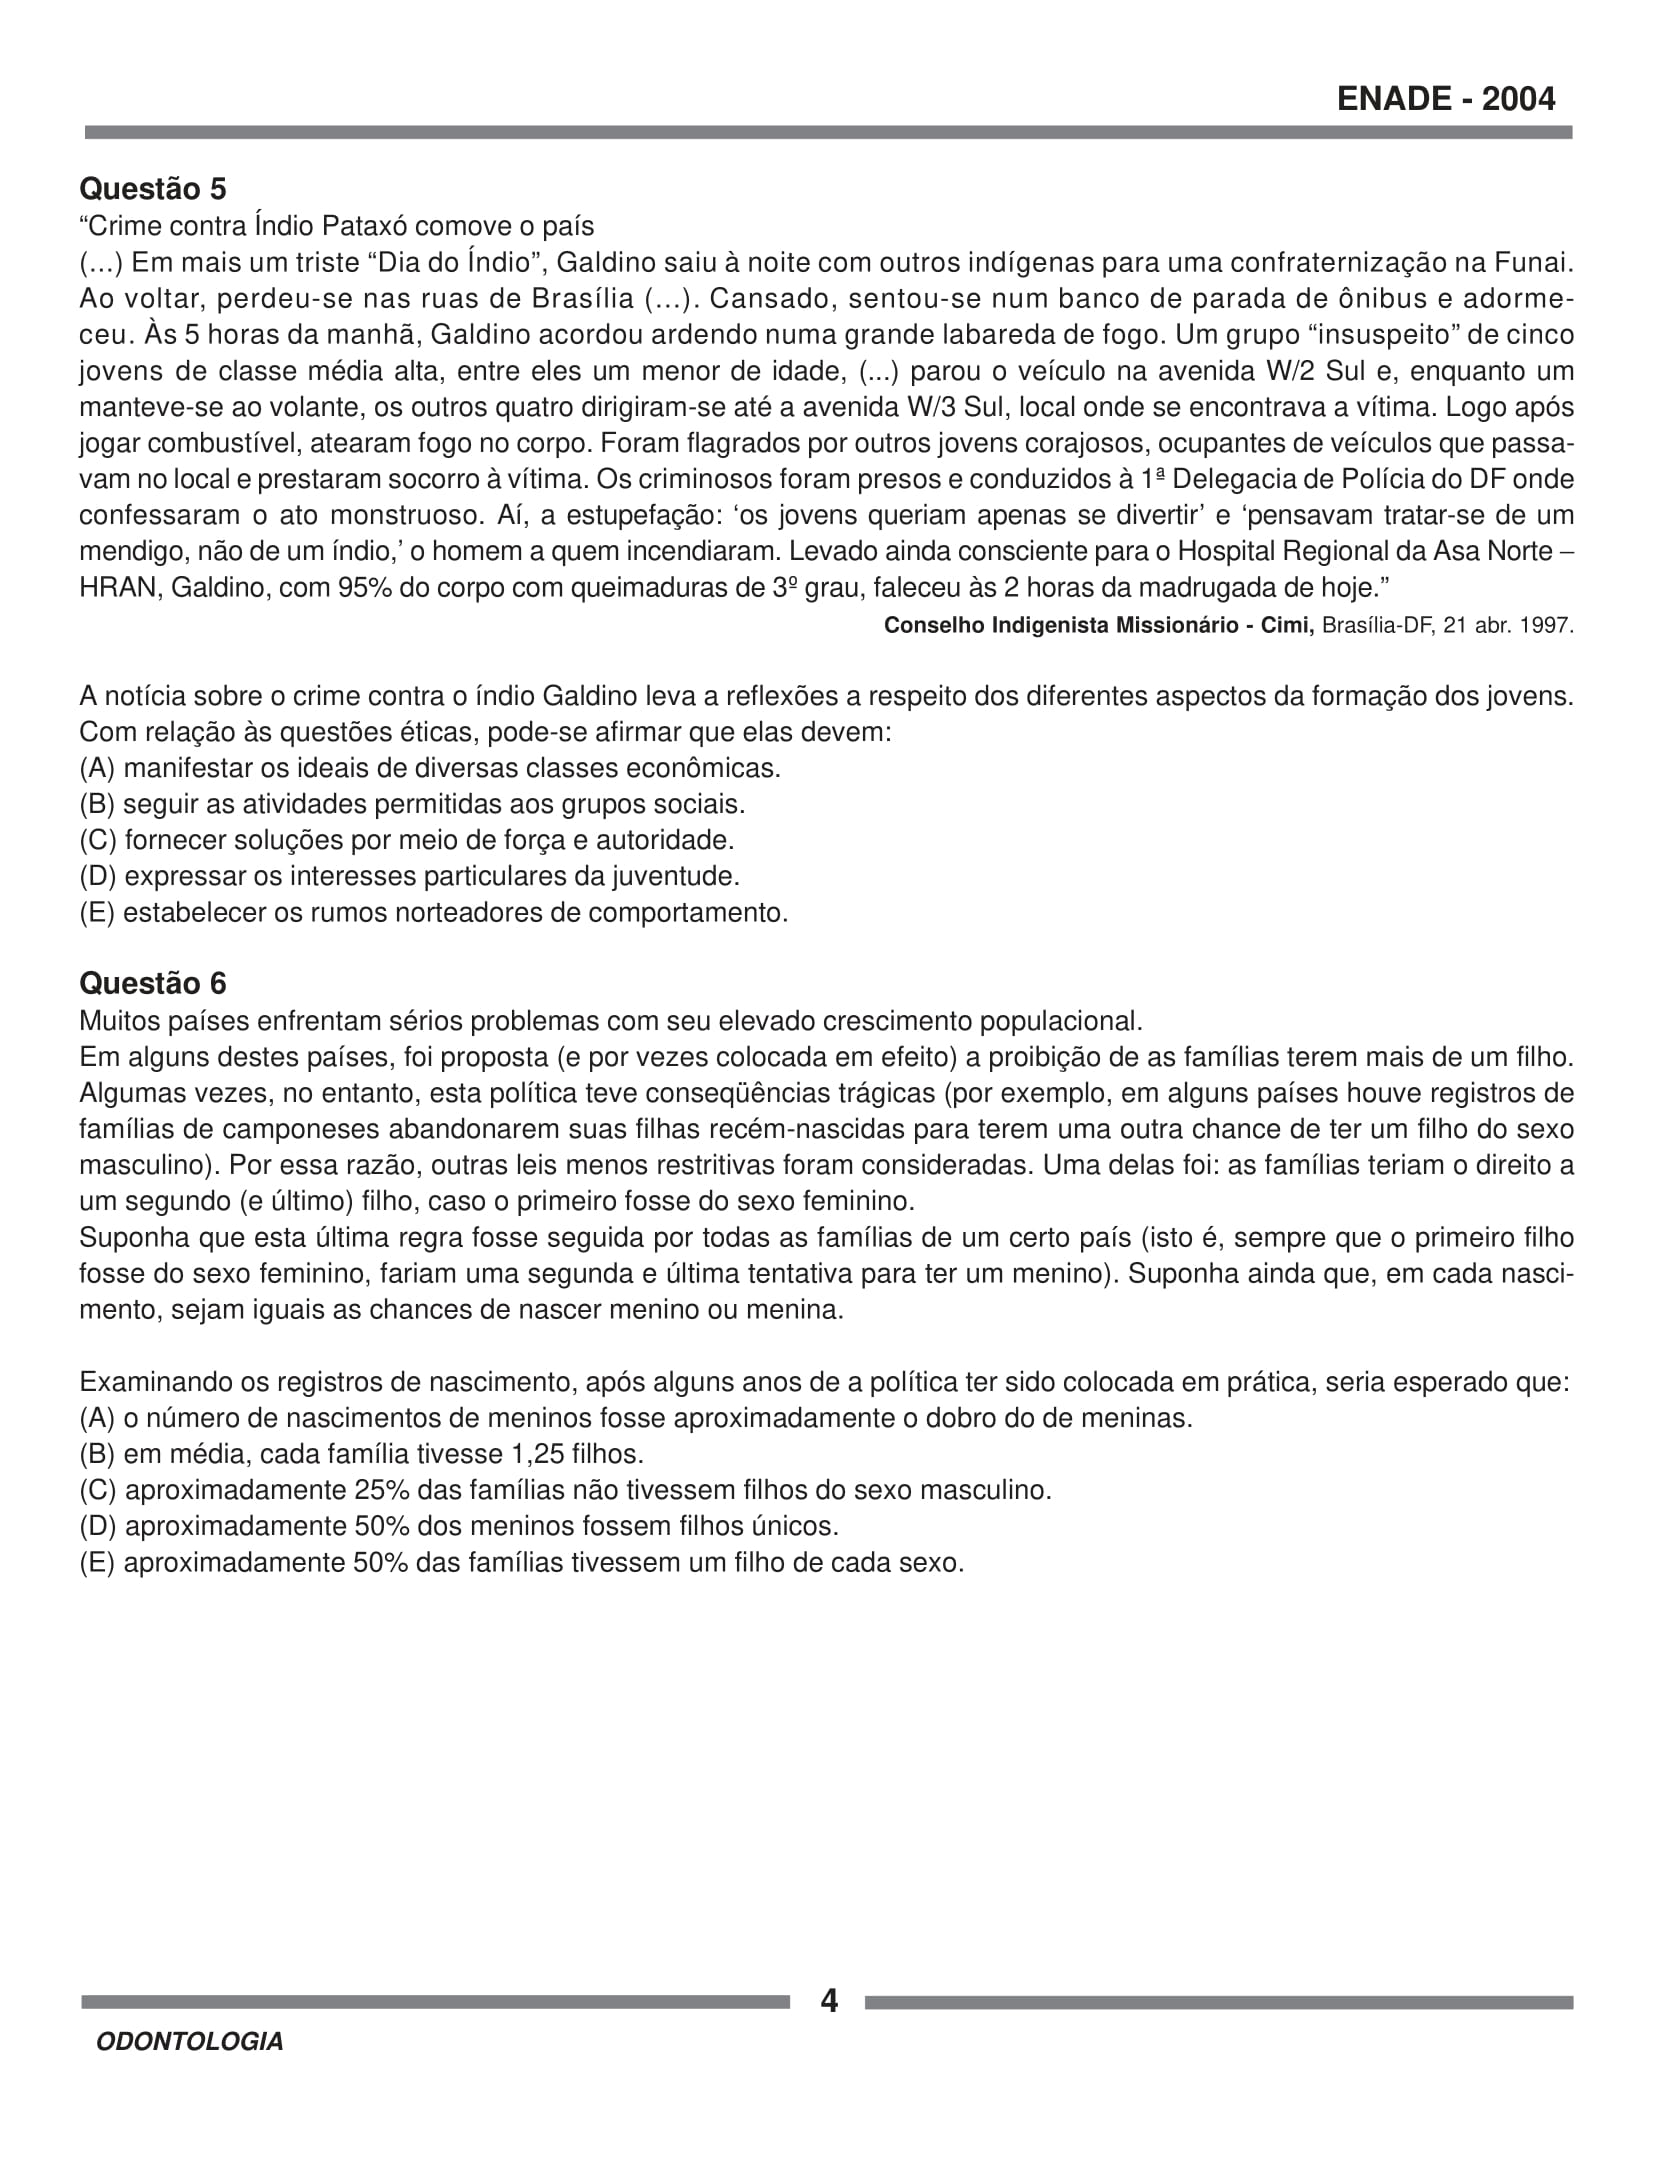 ENADE - 2004
Questão 5
“Crime contra Índio Pataxó comove o país
(...) Em mais um triste “Dia do Índio”, Galdino saiu à noite com outros indígenas para uma confraternização na Funai.
Ao voltar, perdeu-se nas ruas de Brasília (...). Cansado, sentou-se num banco de parada de ônibus e adorme-
ceu. Às 5 horas da manhã, Galdino acordou ardendo numa grande labareda de fogo. Um grupo “insuspeito” de cinco
jovens de classe média alta, entre eles um menor de idade, (...) parou o veículo na avenida W/2 Sul e, enquanto um
manteve-se ao volante, os outros quatro dirigiram-se até a avenida W/3 Sul, local onde se encontrava a vítima. Logo após
jogar combustível, atearam fogo no corpo. Foram flagrados por outros jovens corajosos, ocupantes de veículos que passa-
vam no local e prestaram socorro à vítima. Os criminosos foram presos e conduzidos à 1ª Delegacia de Polícia do DF onde
confessaram o ato monstruoso. Aí, a estupefação: ‘os jovens queriam apenas se divertir’ e ‘pensavam tratar-se de um
mendigo, não de um índio,’ o homem a quem incendiaram. Levado ainda consciente para o Hospital Regional da Asa Norte –
HRAN, Galdino, com 95% do corpo com queimaduras de 3º grau, faleceu às 2 horas da madrugada de hoje.”
Conselho Indigenista Missionário - Cimi, Brasília-DF, 21 abr. 1997.
A notícia sobre o crime contra o índio Galdino leva a reflexões a respeito dos diferentes aspectos da formação dos jovens.
Com relação às questões éticas, pode-se afirmar que elas devem:
(A) manifestar os ideais de diversas classes econômicas.
(B) seguir as atividades permitidas aos grupos sociais.
(C) fornecer soluções por meio de força e autoridade.
(D) expressar os interesses particulares da juventude.
(E) estabelecer os rumos norteadores de comportamento.
Questão 6
Muitos países enfrentam sérios problemas com seu elevado crescimento populacional.
Em alguns destes países, foi proposta (e por vezes colocada em efeito) a proibição de as famílias terem mais de um filho.
Algumas vezes, no entanto, esta política teve conseqüências trágicas (por exemplo, em alguns países houve registros de
famílias de camponeses abandonarem suas filhas recém-nascidas para terem uma outra chance de ter um filho do sexo
masculino). Por essa razão, outras leis menos restritivas foram consideradas. Uma delas foi: as famílias teriam o direito a
um segundo (e último) filho, caso o primeiro fosse do sexo feminino.
Suponha que esta última regra fosse seguida por todas as famílias de um certo país (isto é, sempre que o primeiro filho
fosse do sexo feminino, fariam uma segunda e última tentativa para ter um menino). Suponha ainda que, em cada nasci-
mento, sejam iguais as chances de nascer menino ou menina.
Examinando os registros de nascimento, após alguns anos de a política ter sido colocada em prática, seria esperado que:
(A) o número de nascimentos de meninos fosse aproximadamente o dobro do de meninas.
(B) em média, cada família tivesse 1,25 filhos.
(C) aproximadamente 25% das famílias não tivessem filhos do sexo masculino.
(D) aproximadamente 50% dos meninos fossem filhos únicos.
(E) aproximadamente 50% das famílias tivessem um filho de cada sexo.
4
ODONTOLOGIA